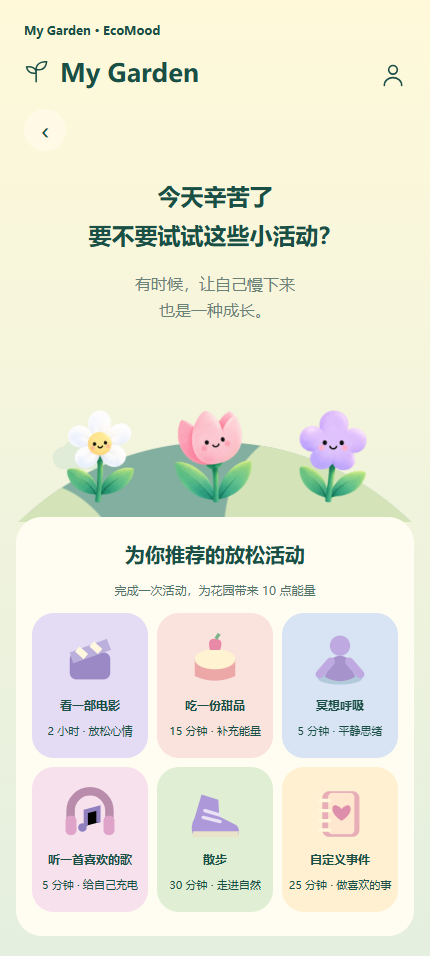 My Garden • EcoMood
My Garden
今天辛苦了
要不要试试这些小活动?
有时候，让自己慢下来
也是一种成长。
为你推荐的放松活动
完成一次活动，为花园带来 10 点能量
看一部电影
2 小时 · 放松心情
吃一份甜品
15 分钟 · 补充能量
冥想呼吸
5 分钟 · 平静思绪
听一首喜欢的歌
5 分钟 · 给自己充电
散步
30 分钟 · 走进自然
自定义事件
25 分钟 · 做喜欢的事